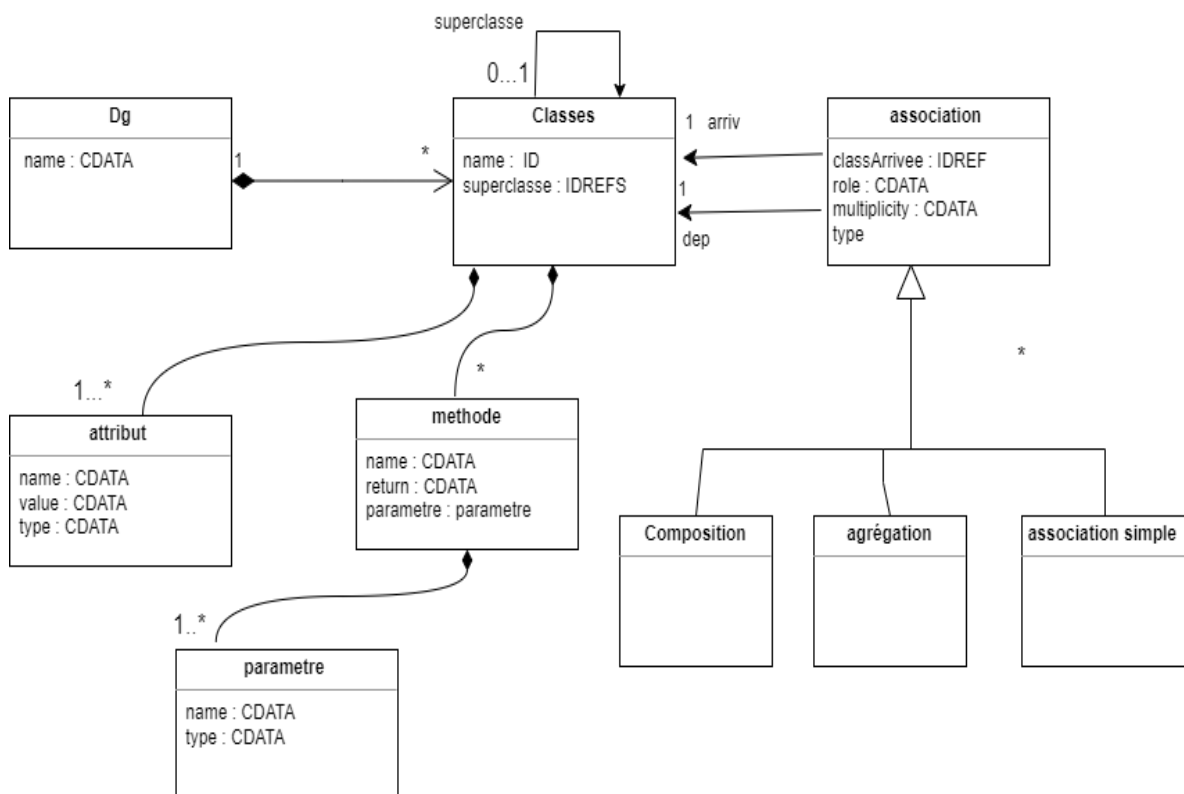 superclasse
0...1
Dg
name : CDATA
1
*
Classes
name : ID
superclasse : IDREFS
1 arriv
1
dep
association
classArrivee : IDREF
role : CDATA
multiplicity : CDATA
type
1...*
attribut
name : CDATA
value : CDATA
type : CDATA
*
methode
name : CDATA
return : CDATA
parametre : parametre
*
Composition
agrégation
association simple
1..*
parametre
name : CDATA
type : CDATA